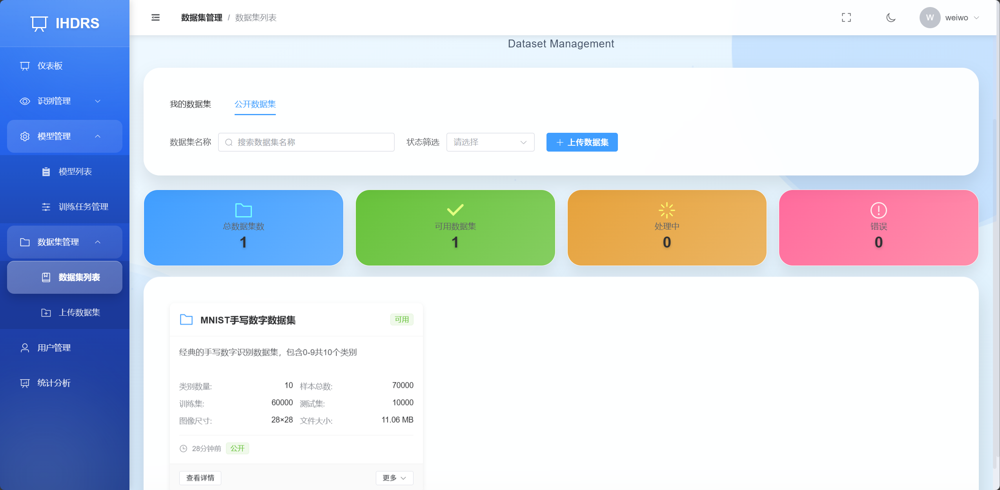 IHDRS
仪表板
识别管理
模型管理
模型列表
训练任务管理
数据集管理
数据集列表
上传数据集
用户管理
统计分析
数据集管理 / 数据集列表
W weiwo
Dataset Management
我的数据集 公开数据集
数据集名称 搜索数据集名称 状态筛选 请选择 上传数据集
总数据集数
1
可用数据集
1
处理中
0
错误
0
MNIST手写数字数据集 可用
经典的手写数字识别数据集，包含0-9共10个类别
类别数量: 10 样本总数: 70000
训练集: 60000 测试集: 10000
图像尺寸: 28×28 文件大小: 11.06 MB
28分钟前 公开
查看详情 更多